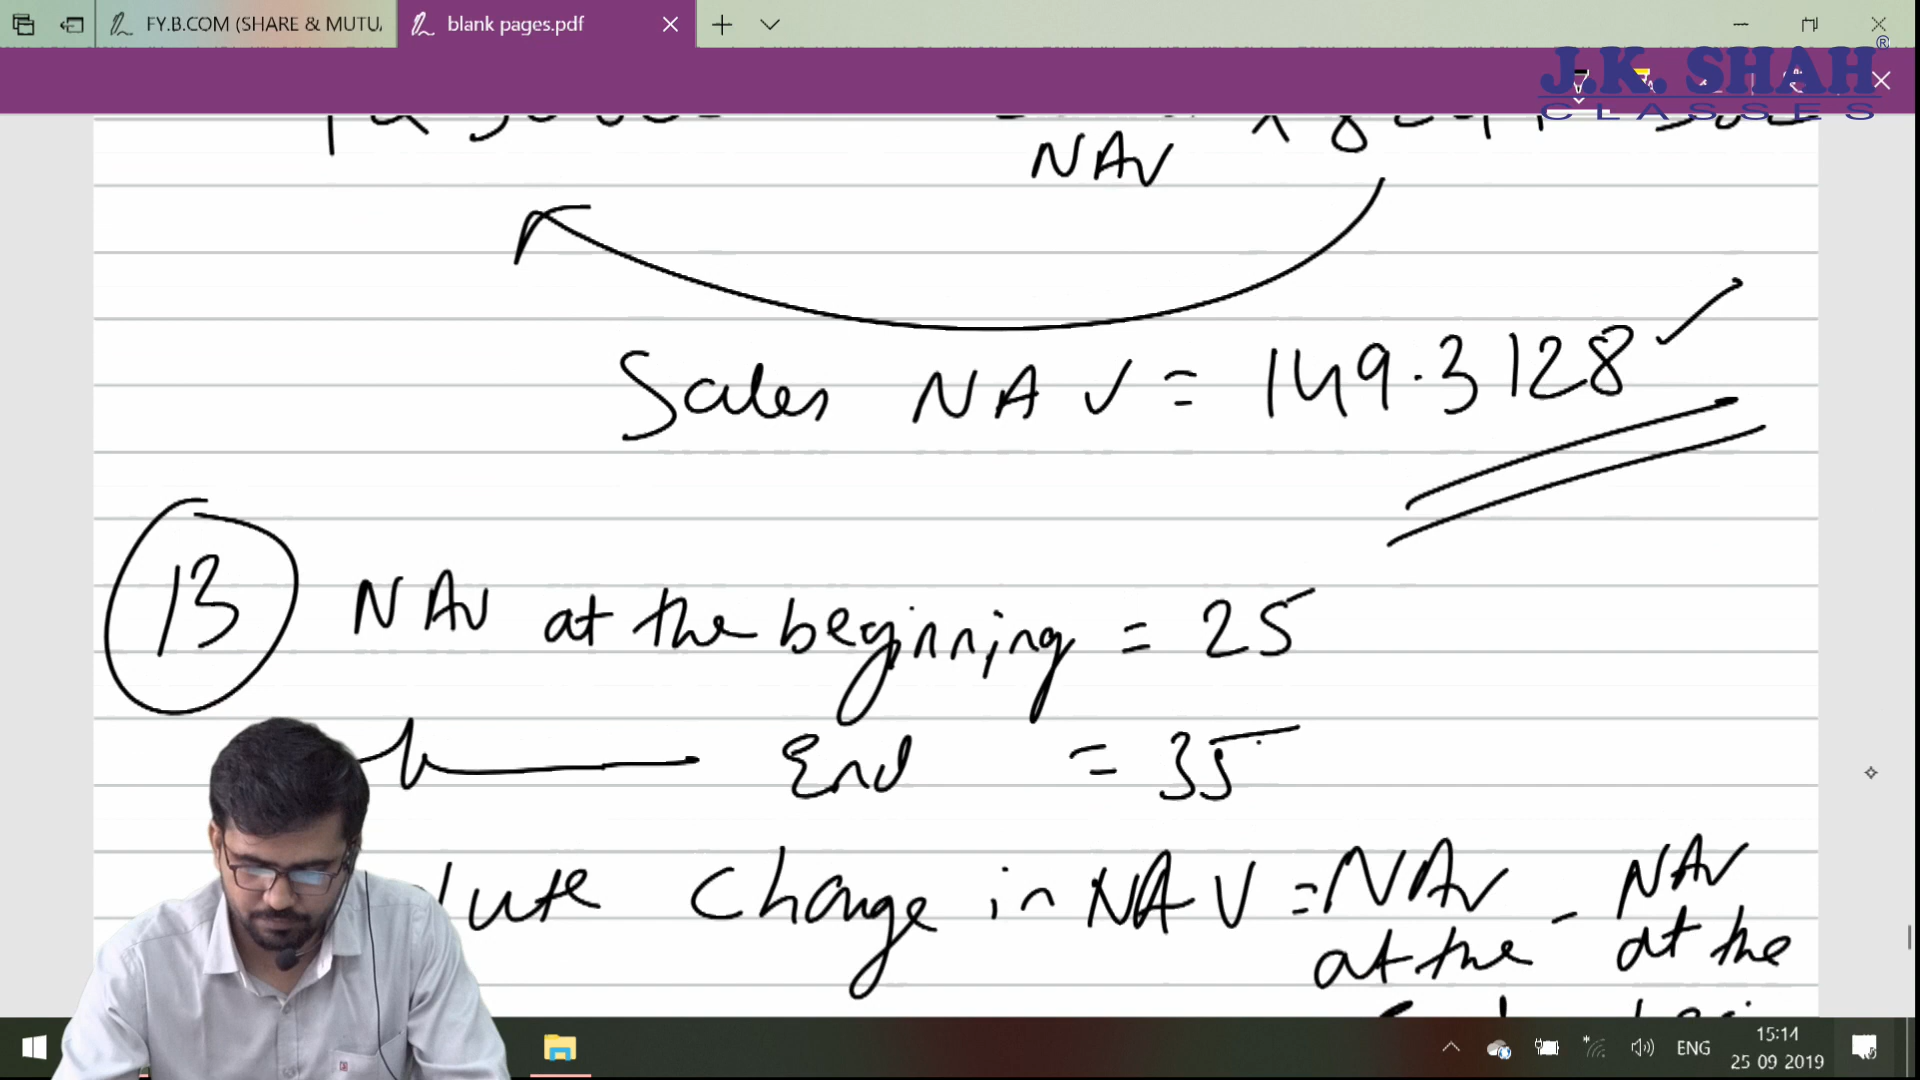 FY.B.COM (SHARE & MUTU
blank pages.pdf
J.K. SHAH ®
CLASSES
NAV
Sales NAV = 149.3128 ✓
13 NAV at the beginning = 25
End = 35
lute Change in NAV = NAV at the - NAV at the
ENG
15:14
25 09 2019